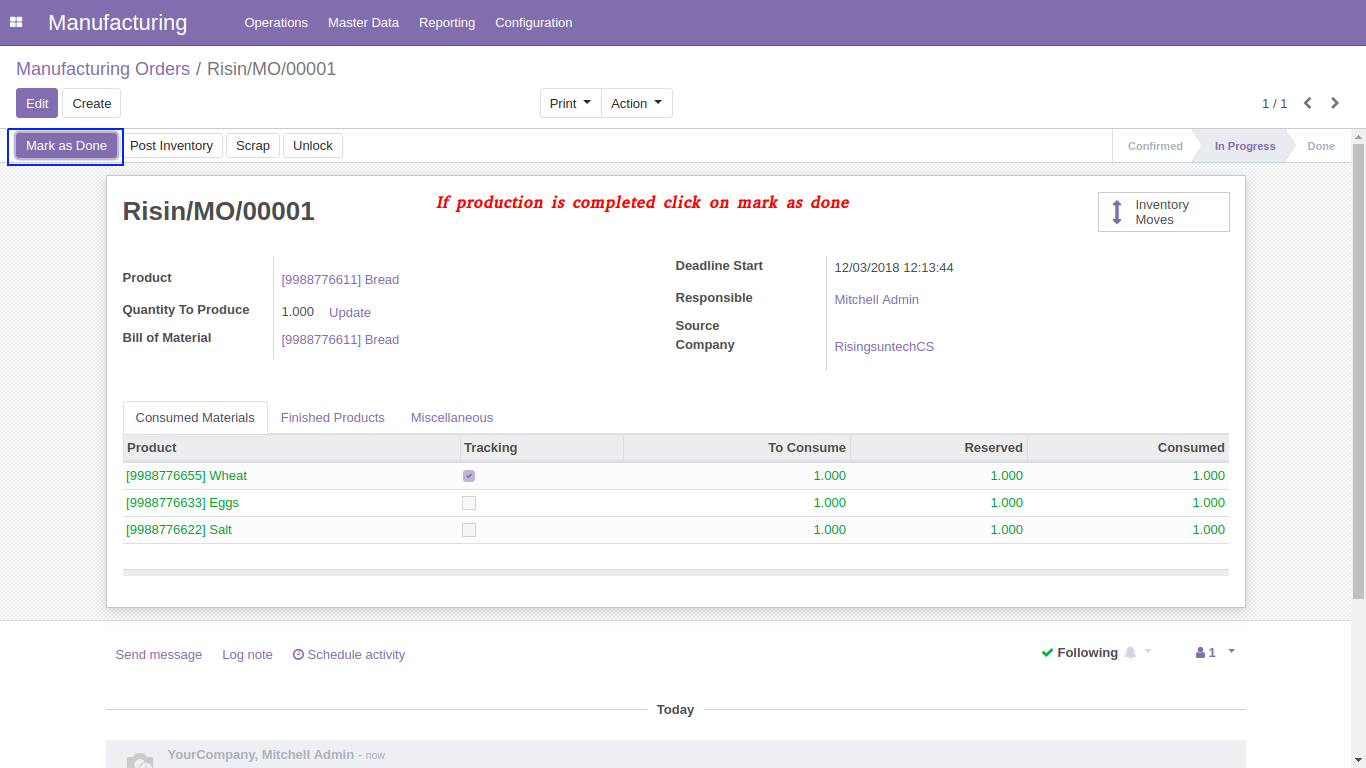 Manufacturing Operations Master Data Reporting Configuration
Manufacturing Orders / Risin/MO/00001
Edit Create Print Action 1 / 1
Mark as Done Post Inventory Scrap Unlock Confirmed In Progress Done
If production is completed click on mark as done
Risin/MO/00001
Inventory
Moves
Product [9988776611] Bread
Quantity To Produce 1.000 Update
Bill of Material [9988776611] Bread
Deadline Start 12/03/2018 12:13:44
Responsible Mitchell Admin
Source
Company RisingsuntechCS
Consumed Materials Finished Products Miscellaneous
Product Tracking To Consume Reserved Consumed
[9988776655] Wheat 1.000 1.000 1.000
[9988776633] Eggs 1.000 1.000 1.000
[9988776622] Salt 1.000 1.000 1.000
Send message Log note Schedule activity Following 1
Today
YourCompany, Mitchell Admin - now